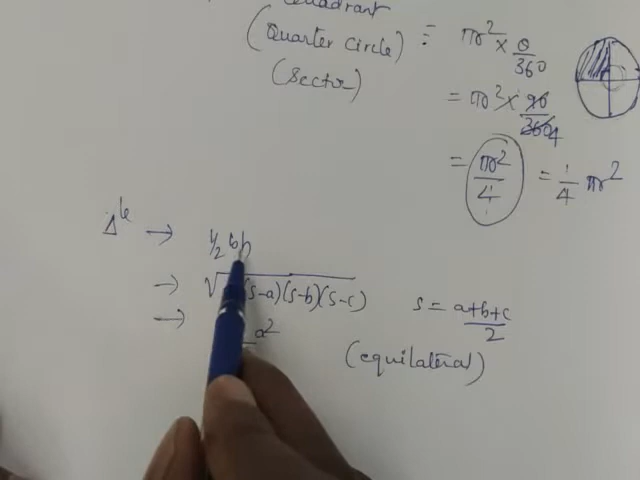 Quadrant
(Quarter Circle) = πr² × θ/360
(Sector)
= πr² × 90/360 4
= πr²/4 = 1/4 πr²
Δle → 1/2 bh
→ √ (s-a)(s-b)(s-c) s = a+b+c/2
→ a² (equilateral)